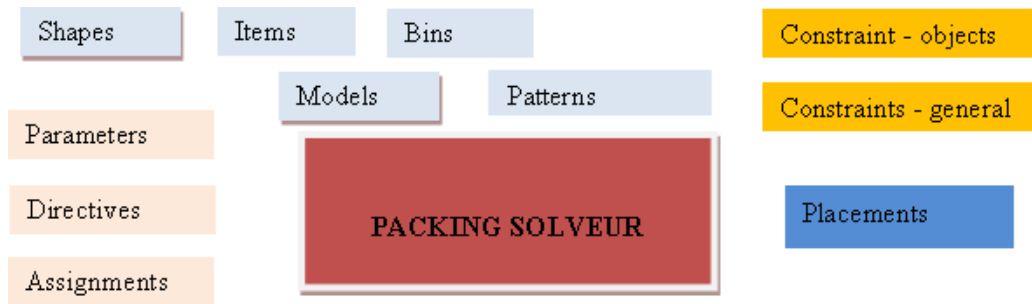 Shapes
Items
Bins
Constraint - objects
Models
Patterns
Constraints - general
Parameters
Directives
PACKING SOLVEUR
Placements
Assignments